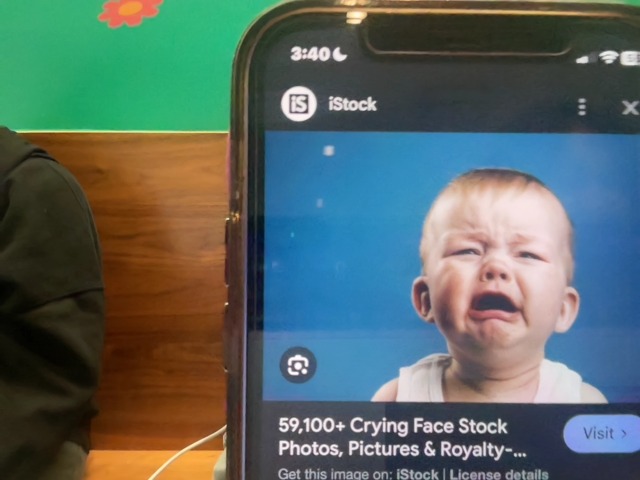 3:40
iS iStock
59,100+ Crying Face Stock
Photos, Pictures & Royalty-...
Visit >
Get this image on: iStock | License details